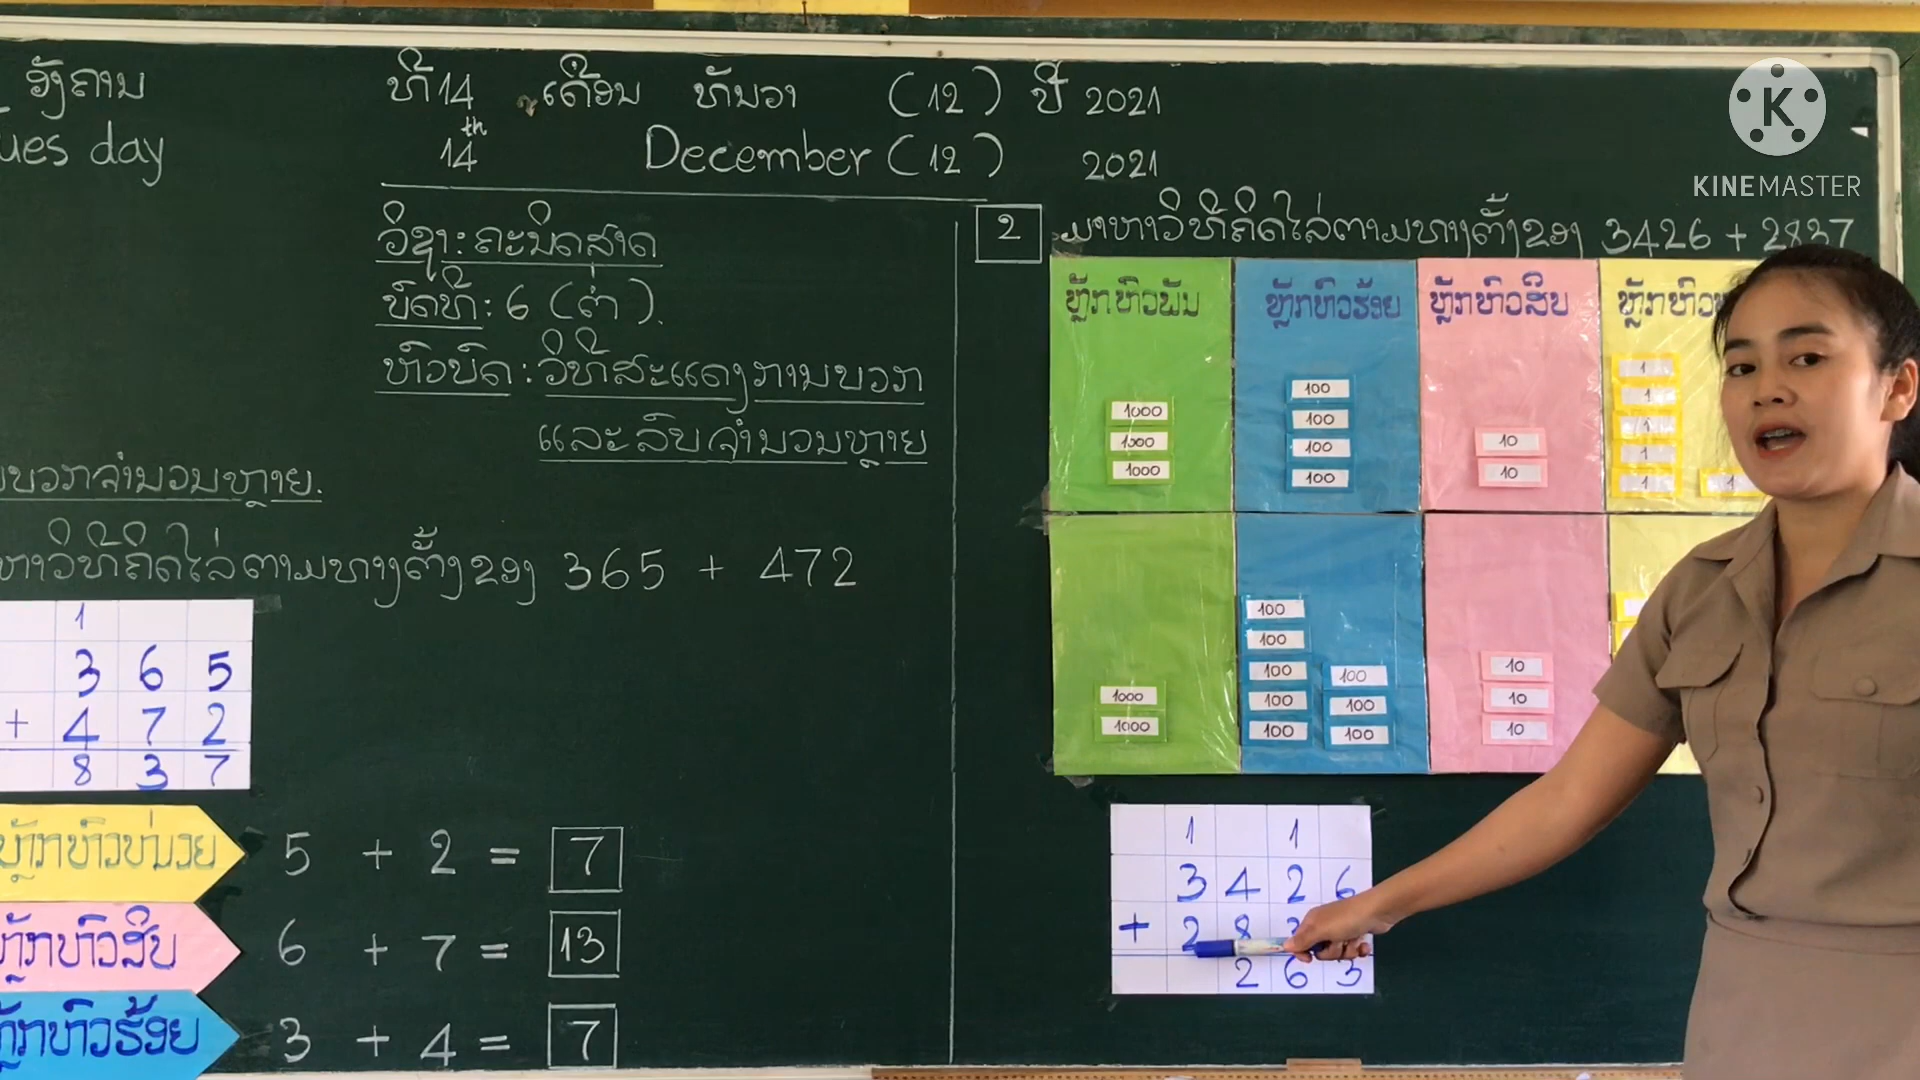 ອັງຄານ ທີ 14 ເດືອນ ທັນວາ (12) ປີ 2021
day 14th December (12) 2021
ວິຊາ: ຄະນິດສາດ
ບົດທີ: 6 (ຕໍ່).
ຫົວບົດ: ວິທີສະແດງການບວກ
ແລະລົບຈຳນວນຫຼາຍ
ບວກຈຳນວນຫຼາຍ.
ຫາວິທີຄິດໄລ່ຕາມທາງຕັ້ງຂອງ 365 + 472
1
3 6 5
+ 4 7 2
8 3 7
ຫຼັກຫົວໜ່ວຍ 5 + 2 = 7
ຫຼັກຫົວສິບ 6 + 7 = 13
ຫຼັກຫົວຮ້ອຍ 3 + 4 = 7
2 ມາຫາວິທີຄິດໄລ່ຕາມທາງຕັ້ງຂອງ 3426 + 2837
ຫຼັກຫົວພັນ ຫຼັກຫົວຮ້ອຍ ຫຼັກຫົວສິບ ຫຼັກຫົວ
1000
1000
1000
100
100
100
100
10
10
1
1
1
1
1
1
1000
1000
100
100
100
100
100
100
100
100
10
10
10
1 1
3 4 2 6
+ 2 8
2 6 3
K
KINEMASTER